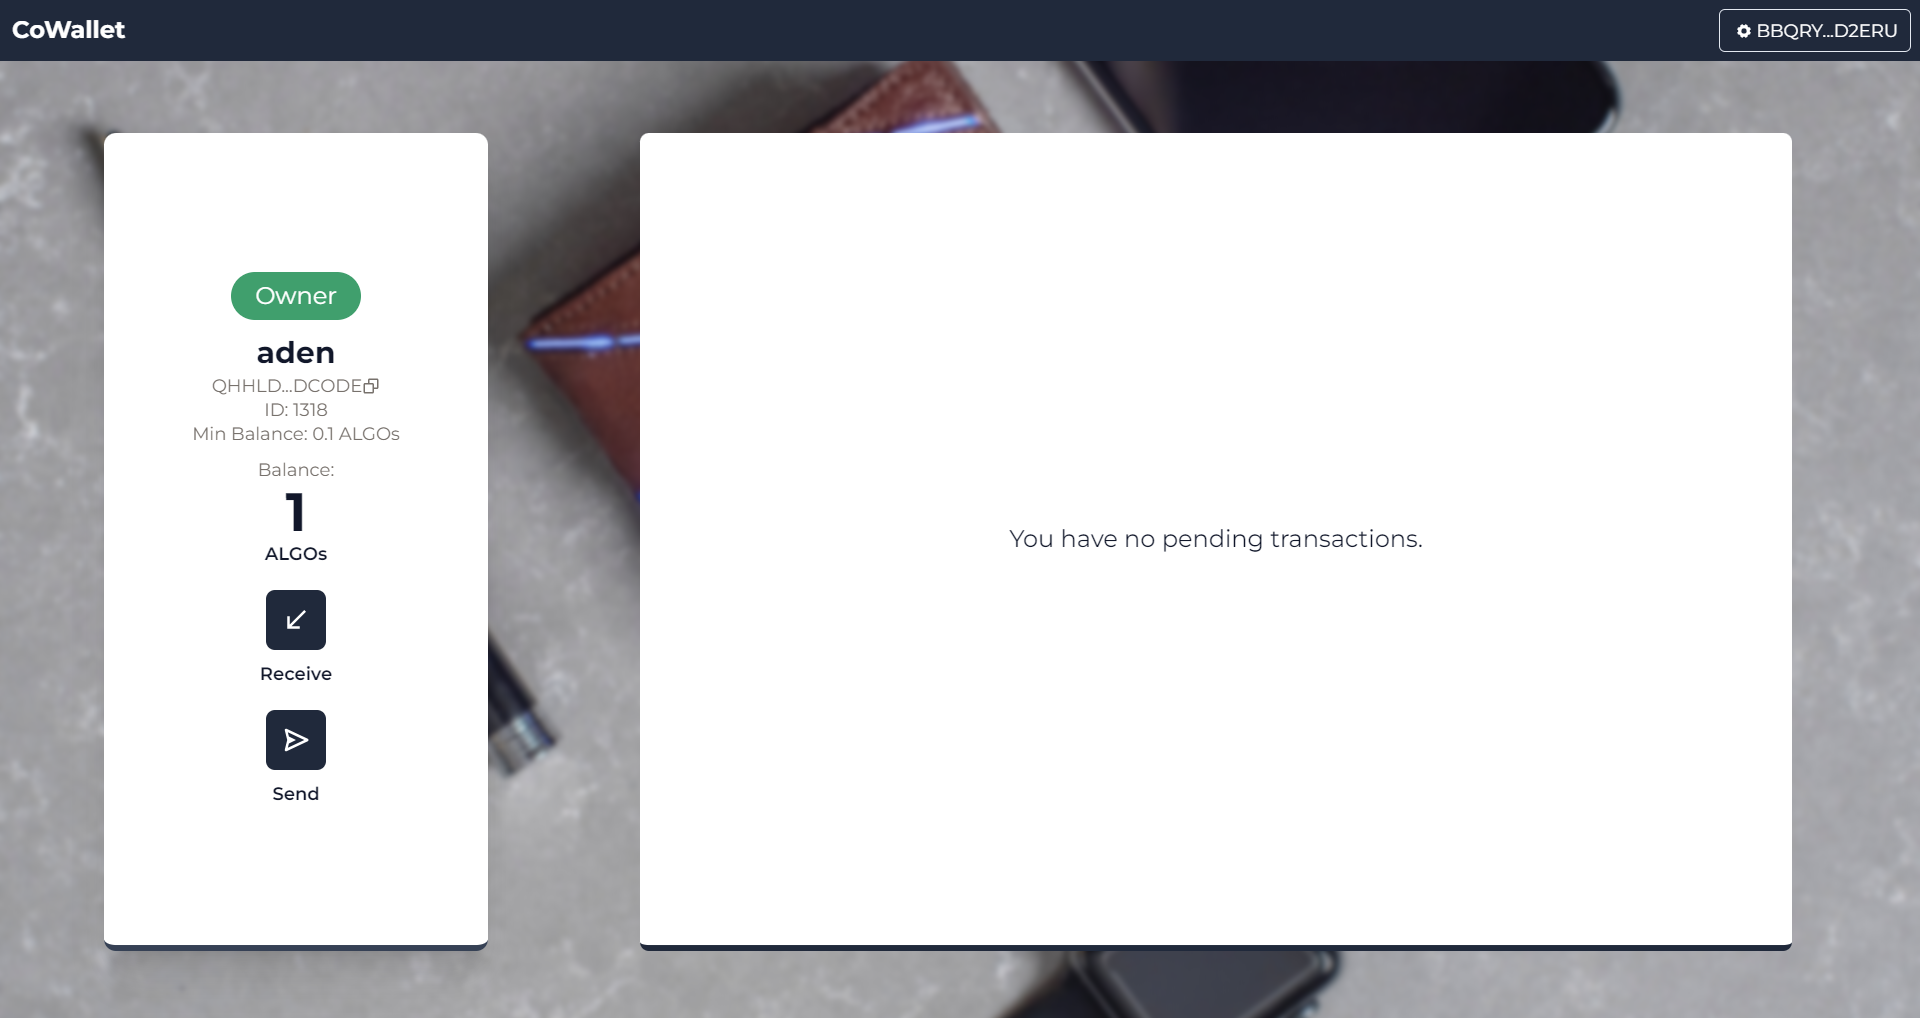 CoWallet
BBQRY...D2ERU
Owner
aden
QHHLD...DCODE
ID: 1318
Min Balance: 0.1 ALGOs
Balance:
1
ALGOs
Receive
Send
You have no pending transactions.